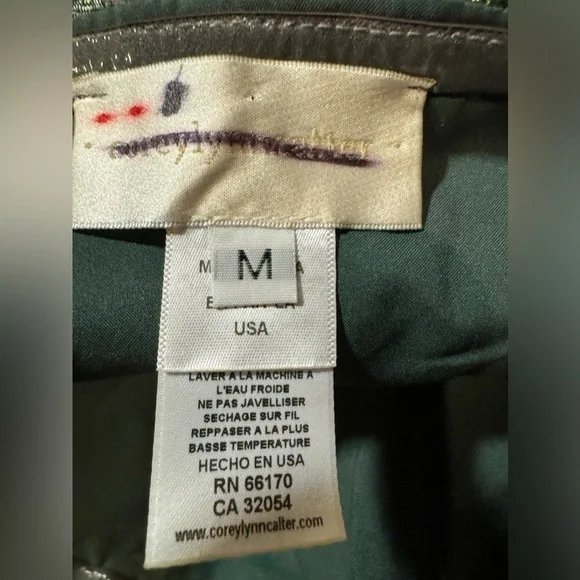 coreylynncalter
M
USA
LAVER A LA MACHINE A
L'EAU FROIDE
NE PAS JAVELLISER
SECHAGE SUR FIL
REPPASER A LA PLUS
BASSE TEMPERATURE
HECHO EN USA
RN 66170
CA 32054
www.coreylynncalter.com